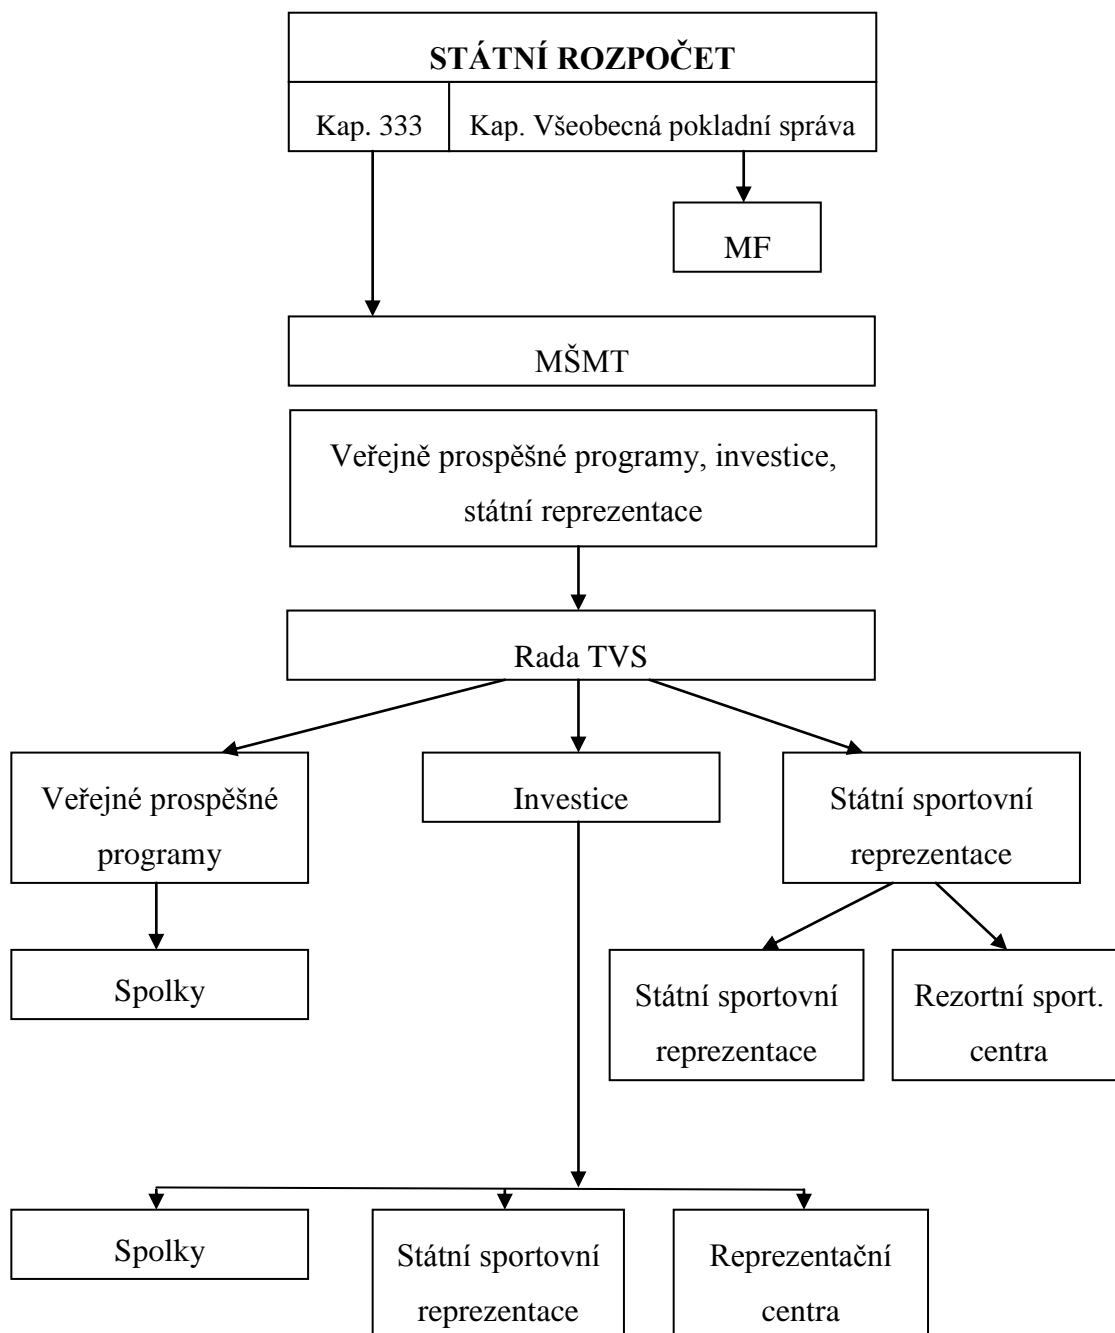 STÁTNÍ ROZPOČET
Kap. 333
Kap. Všeobecná pokladní správa
MF
MŠMT
Veřejně prospěšné programy, investice,
státní reprezentace
Rada TVS
Veřejné prospěšné
programy
Investice
Státní sportovní
reprezentace
Spolky
Státní sportovní
reprezentace
Rezortní sport.
centra
Spolky
Státní sportovní
reprezentace
Reprezentační
centra